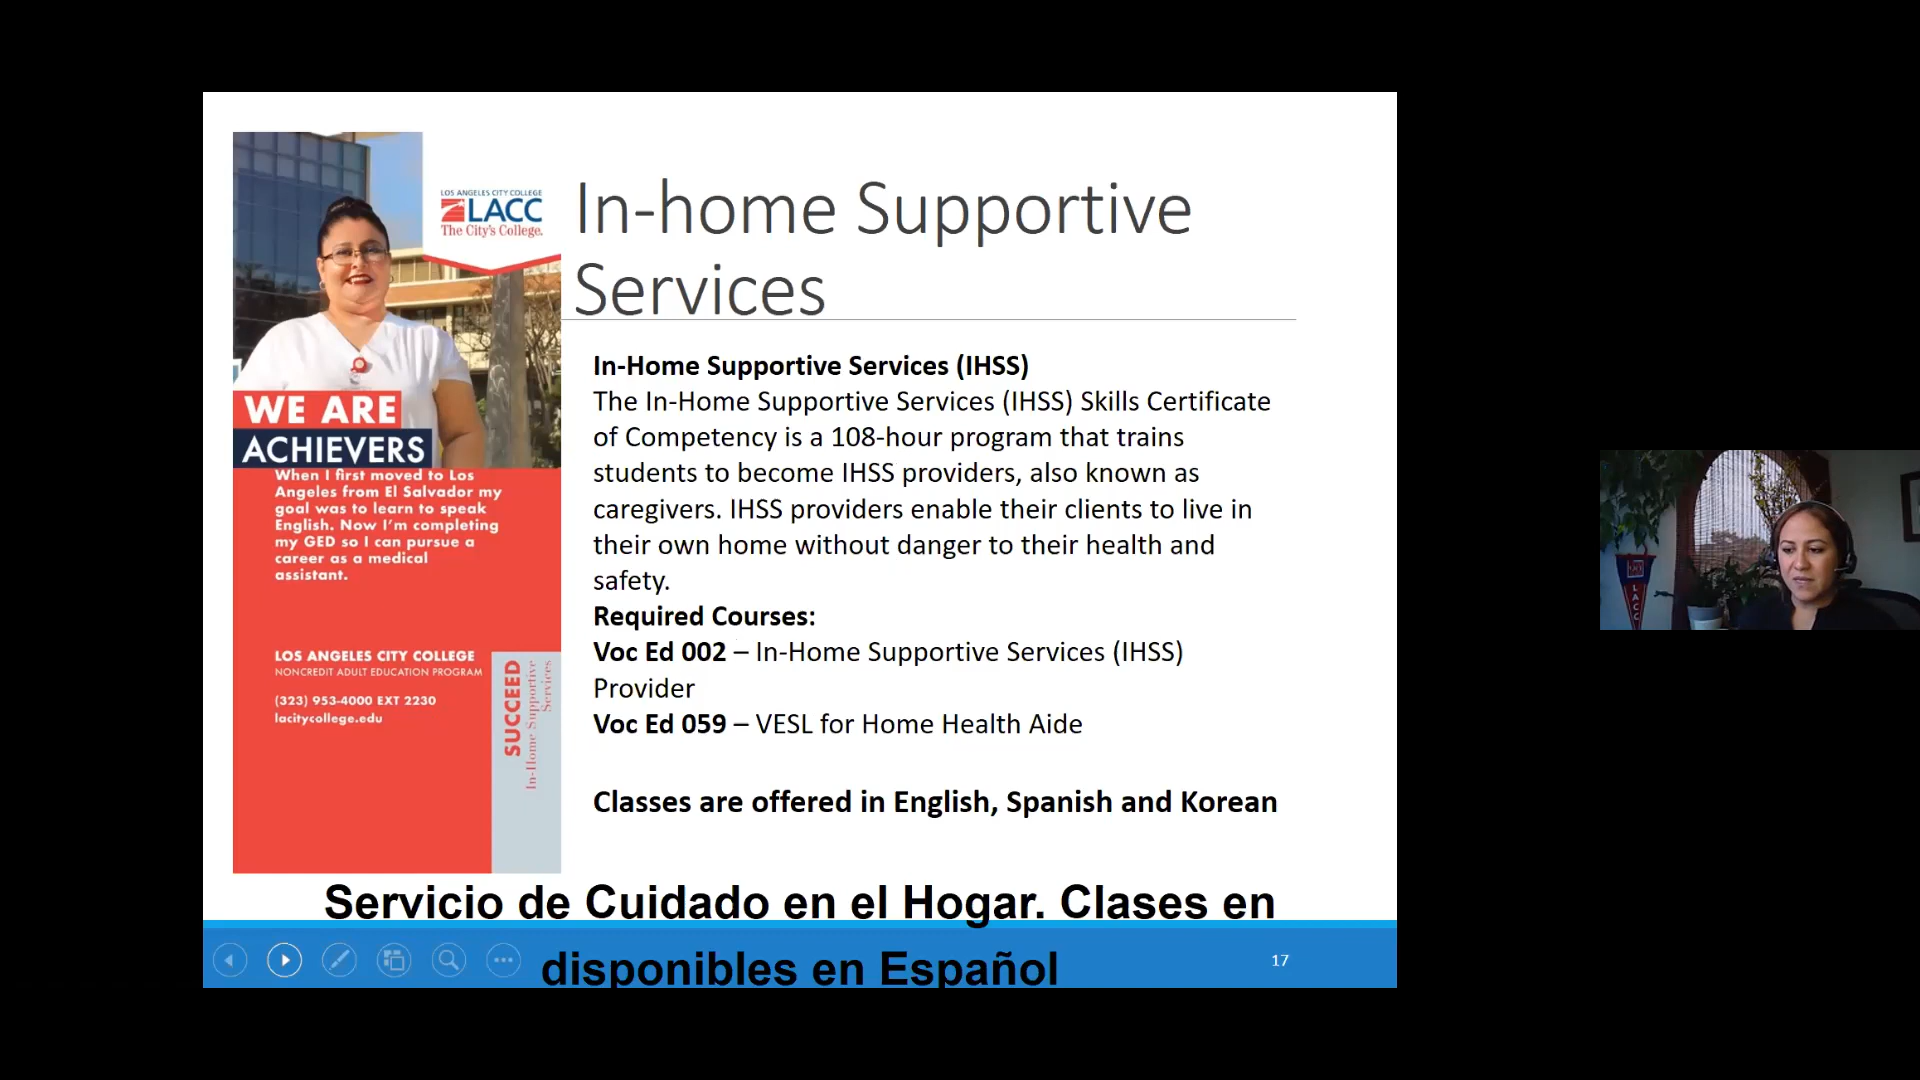 LOS ANGELES CITY COLLEGE
LACC
The City's College.
WE ARE
ACHIEVERS
When I first moved to Los
Angeles from El Salvador my
goal was to learn to speak
English. Now I'm completing
my GED so I can pursue a
career as a medical
assistant.
LOS ANGELES CITY COLLEGE
NONCREDIT ADULT EDUCATION PROGRAM
(323) 953-4000 EXT 2230
lacitycollege.edu
SUCCEED
In-Home Supportive
Services
In-home Supportive
Services
In-Home Supportive Services (IHSS)
The In-Home Supportive Services (IHSS) Skills Certificate
of Competency is a 108-hour program that trains
students to become IHSS providers, also known as
caregivers. IHSS providers enable their clients to live in
their own home without danger to their health and
safety.
Required Courses:
Voc Ed 002 – In-Home Supportive Services (IHSS)
Provider
Voc Ed 059 – VESL for Home Health Aide
Classes are offered in English, Spanish and Korean
Servicio de Cuidado en el Hogar. Clases en
disponibles en Español
17
LACC